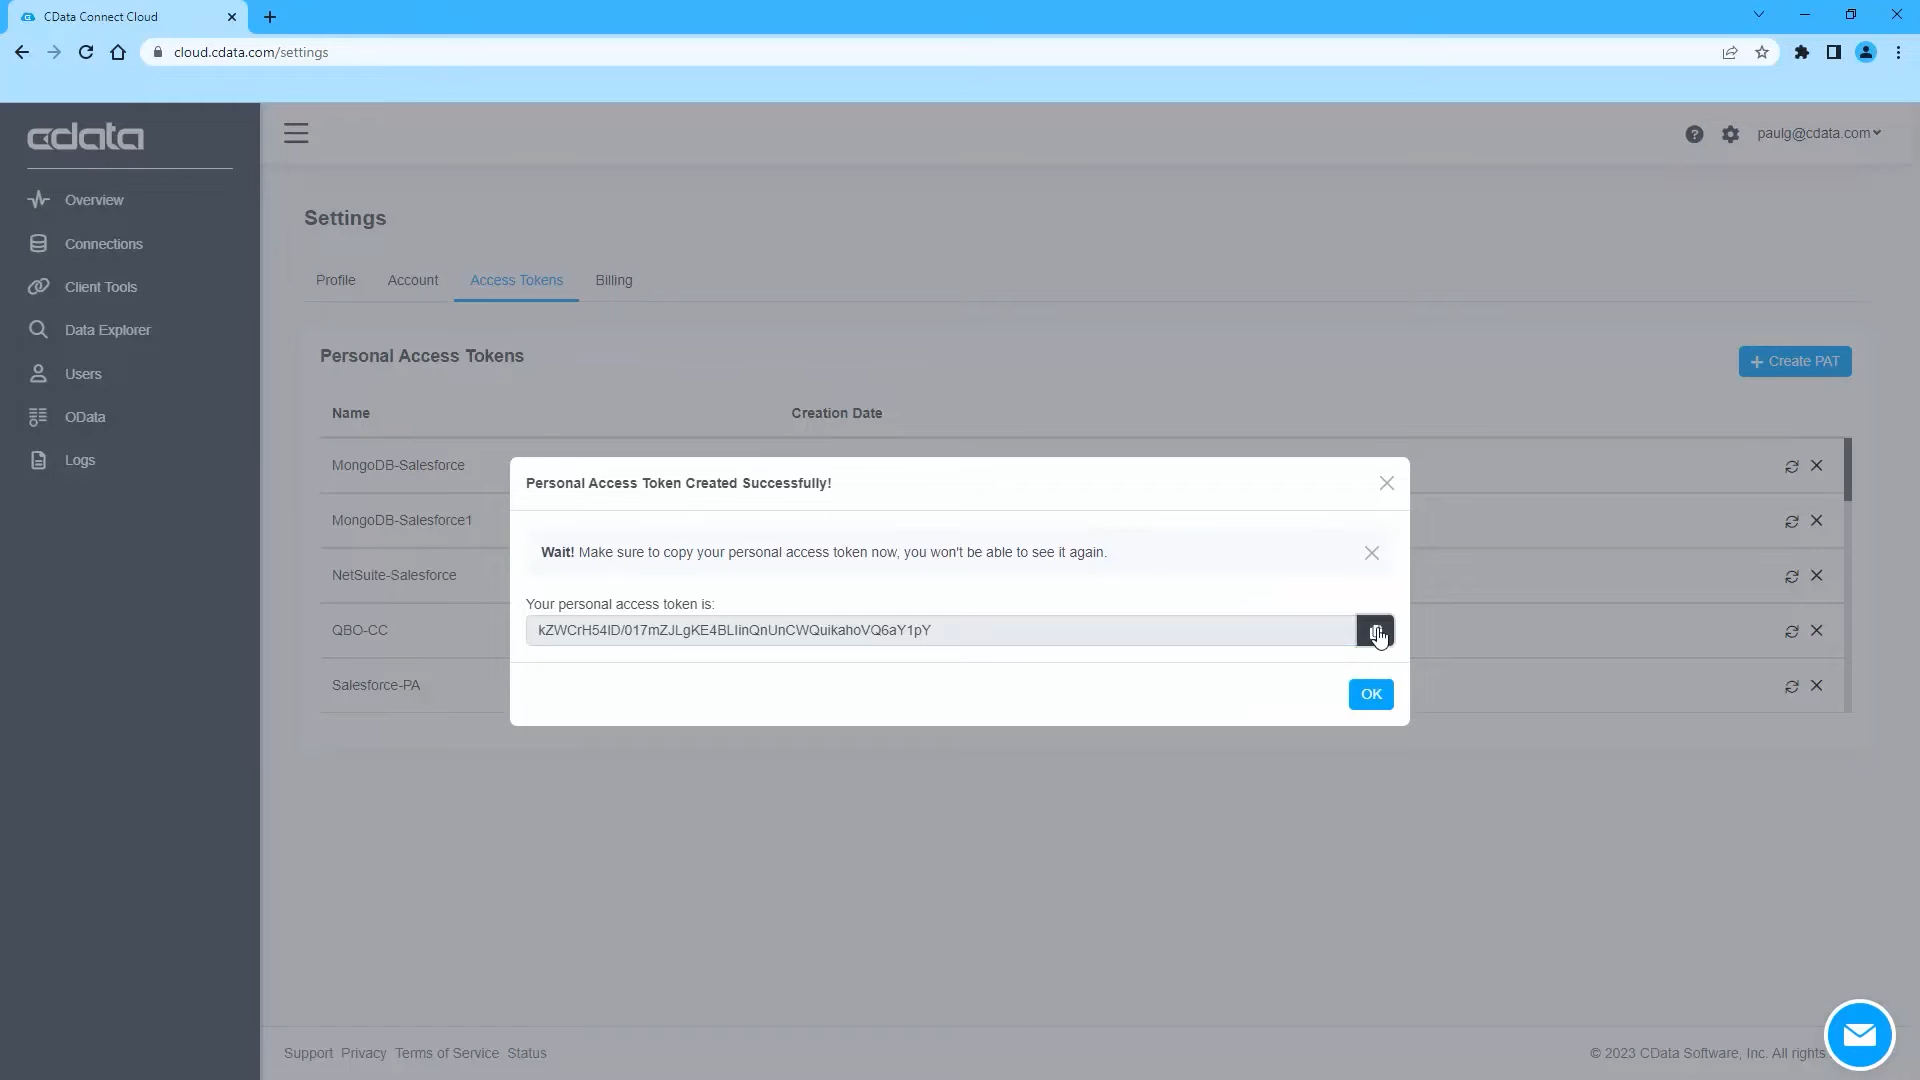 CData Connect Cloud
cloud.cdata.com/settings
cdata
paulg@cdata.com
Overview
Connections
Client Tools
Data Explorer
Users
OData
Logs
Settings
Profile Account Access Tokens Billing
Personal Access Tokens
Create PAT
Name Creation Date
MongoDB-Salesforce
MongoDB-Salesforce1
NetSuite-Salesforce
QBO-CC
Salesforce-PA
Personal Access Token Created Successfully!
Wait! Make sure to copy your personal access token now, you won't be able to see it again.
Your personal access token is:
OK
Support Privacy Terms of Service Status
© 2023 CData Software, Inc. All rights